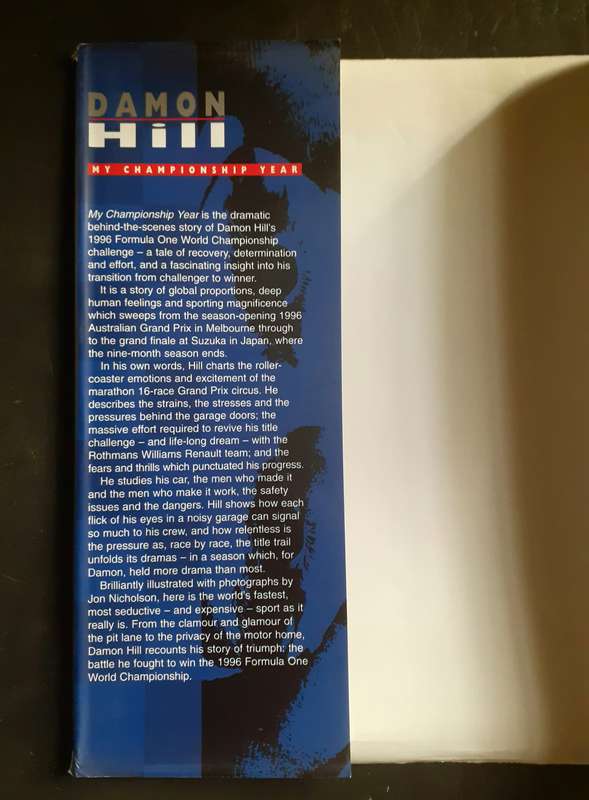 DAMON
Hill
MY CHAMPIONSHIP YEAR
My Championship Year is the dramatic
behind-the-scenes story of Damon Hill's
1996 Formula One World Championship
challenge – a tale of recovery, determination
and effort, and a fascinating insight into his
transition from challenger to winner.
It is a story of global proportions, deep
human feelings and sporting magnificence
which sweeps from the season-opening 1996
Australian Grand Prix in Melbourne through
to the grand finale at Suzuka in Japan, where
the nine-month season ends.
In his own words, Hill charts the roller-
coaster emotions and excitement of the
marathon 16-race Grand Prix circus. He
describes the strains, the stresses and the
pressures behind the garage doors; the
massive effort required to revive his title
challenge – and life-long dream – with the
Rothmans Williams Renault team; and the
fears and thrills which punctuated his progress.
He studies his car, the men who made it
and the men who make it work, the safety
issues and the dangers. Hill shows how each
flick of his eyes in a noisy garage can signal
so much to his crew, and how relentless is
the pressure as, race by race, the title trail
unfolds its dramas – in a season which, for
Damon, held more drama than most.
Brilliantly illustrated with photographs by
Jon Nicholson, here is the world's fastest,
most seductive – and expensive – sport as it
really is. From the clamour and glamour of
the pit lane to the privacy of the motor home,
Damon Hill recounts his story of triumph: the
battle he fought to win the 1996 Formula One
World Championship.